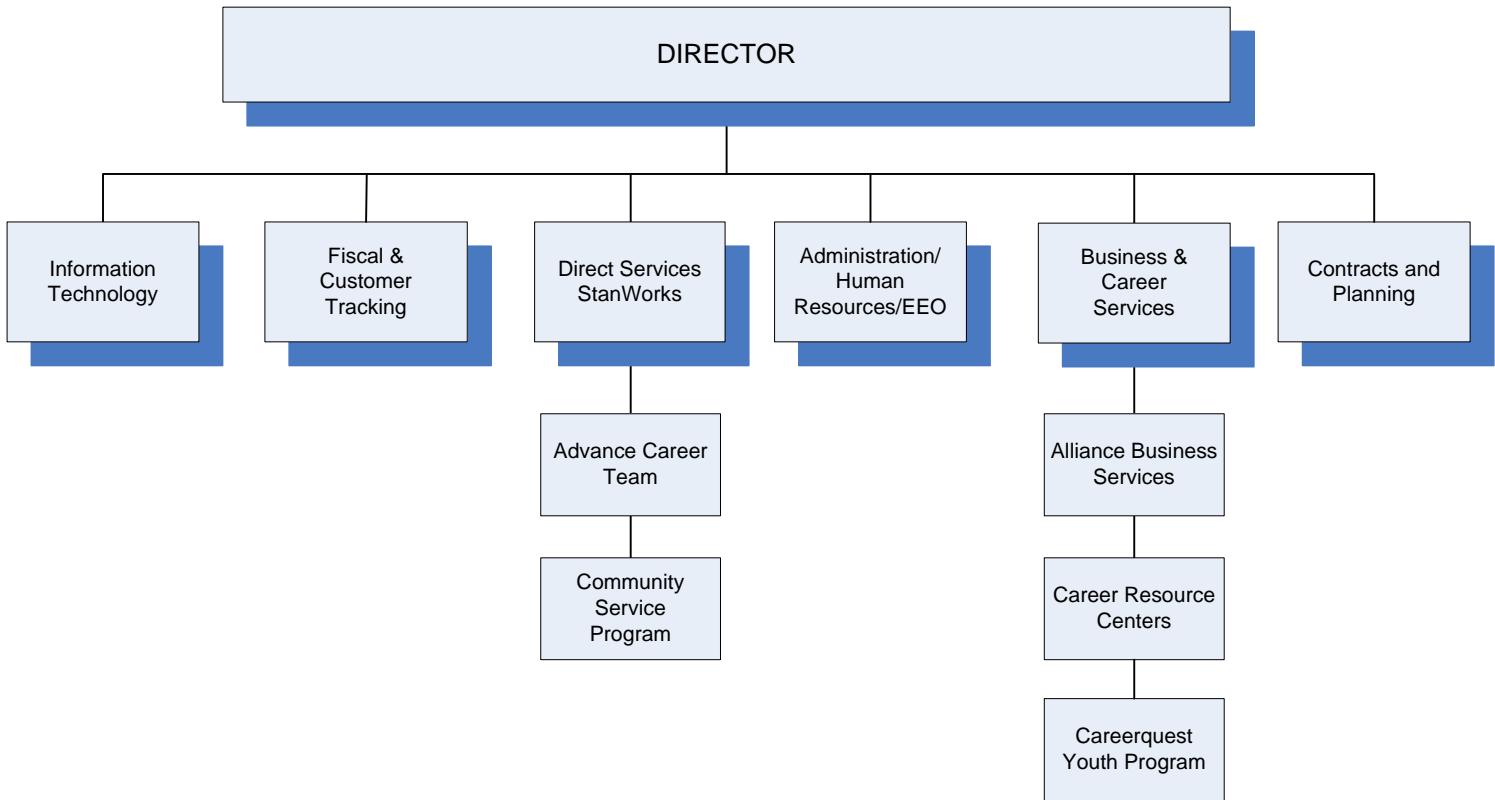 DIRECTOR
Information
Technology
Fiscal &
Customer
Tracking
Direct Services
StanWorks
Administration/
Human
Resources/EEO
Business &
Career
Services
Contracts and
Planning
Advance Career
Team
Alliance Business
Services
Community
Service
Program
Career Resource
Centers
Careerquest
Youth Program